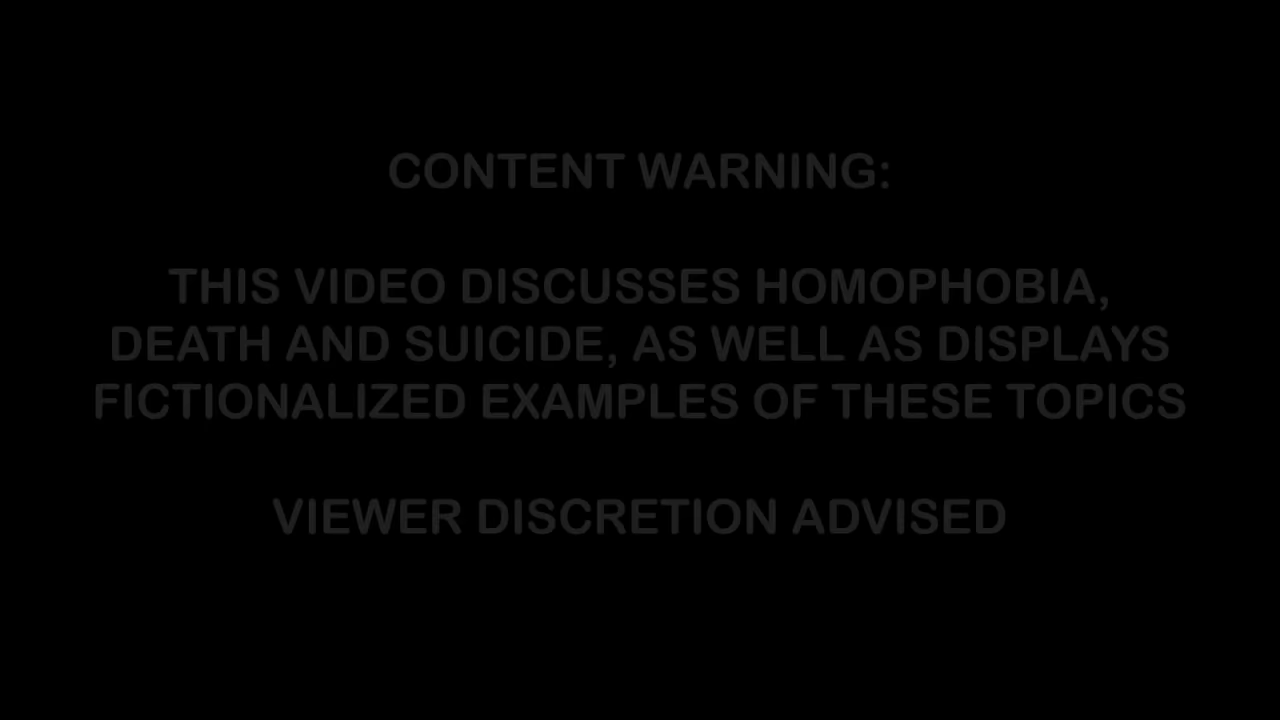 CONTENT WARNING:
THIS VIDEO DISCUSSES HOMOPHOBIA,
DEATH AND SUICIDE, AS WELL AS DISPLAYS
FICTIONALIZED EXAMPLES OF THESE TOPICS
VIEWER DISCRETION ADVISED